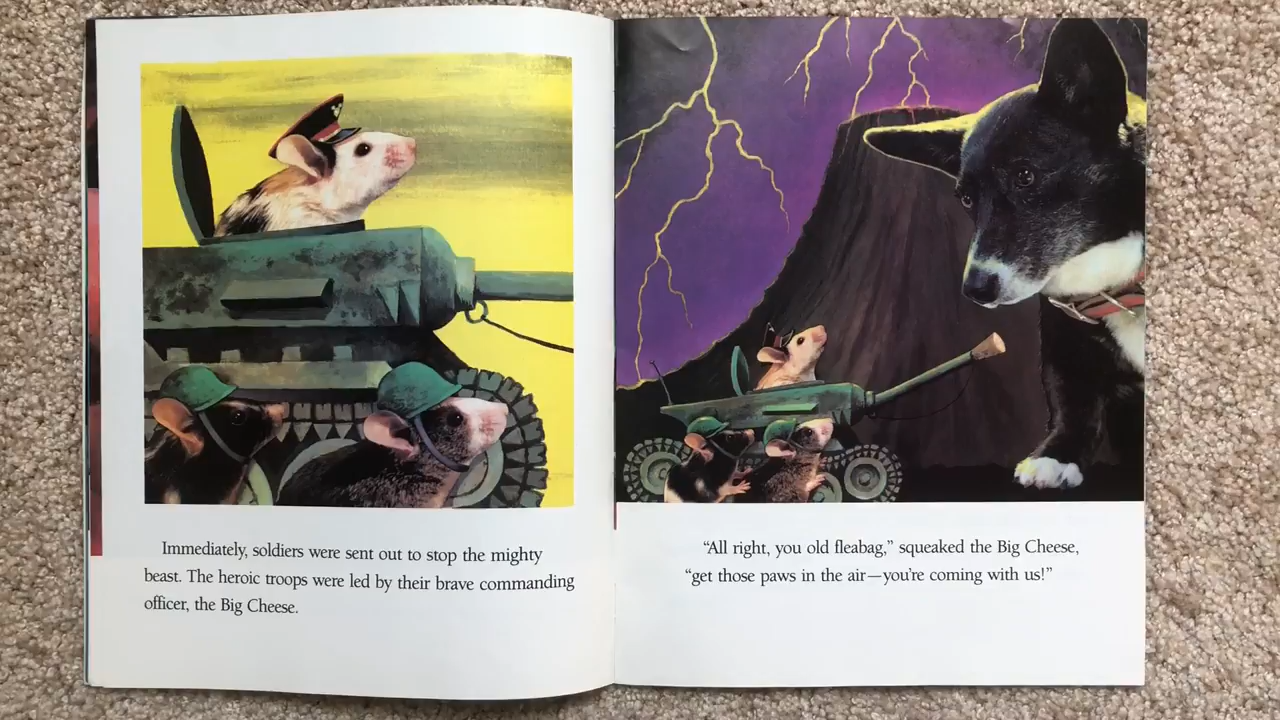 Immediately, soldiers were sent out to stop the mighty
beast. The heroic troops were led by their brave commanding
officer, the Big Cheese.
“All right, you old fleabag,” squeaked the Big Cheese,
“get those paws in the air—you’re coming with us!”